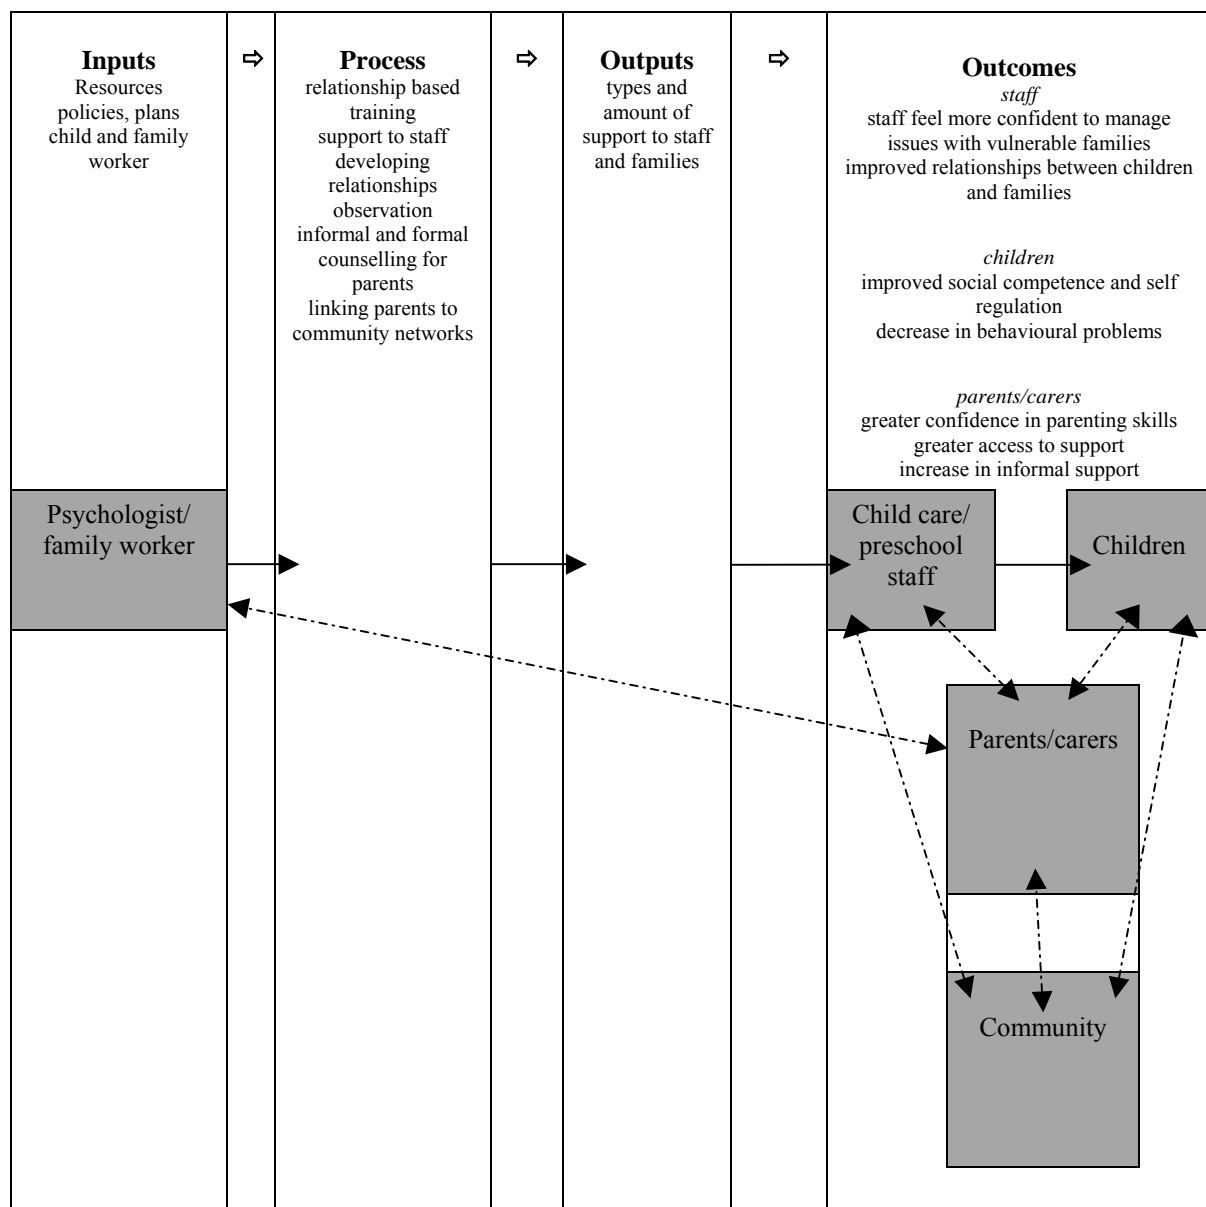 Inputs
Resources
policies, plans
child and family
worker
⇨
Process
relationship based
training
support to staff
developing
relationships
observation
informal and formal
counselling for
parents
linking parents to
community networks
⇨
Outputs
types and
amount of
support to staff
and families
⇨
Outcomes
staff
staff feel more confident to manage
issues with vulnerable families
improved relationships between children
and families
children
improved social competence and self
regulation
decrease in behavioural problems
parents/carers
greater confidence in parenting skills
greater access to support
increase in informal support
Psychologist/
family worker
Child care/
preschool
staff
Children
Parents/carers
Community